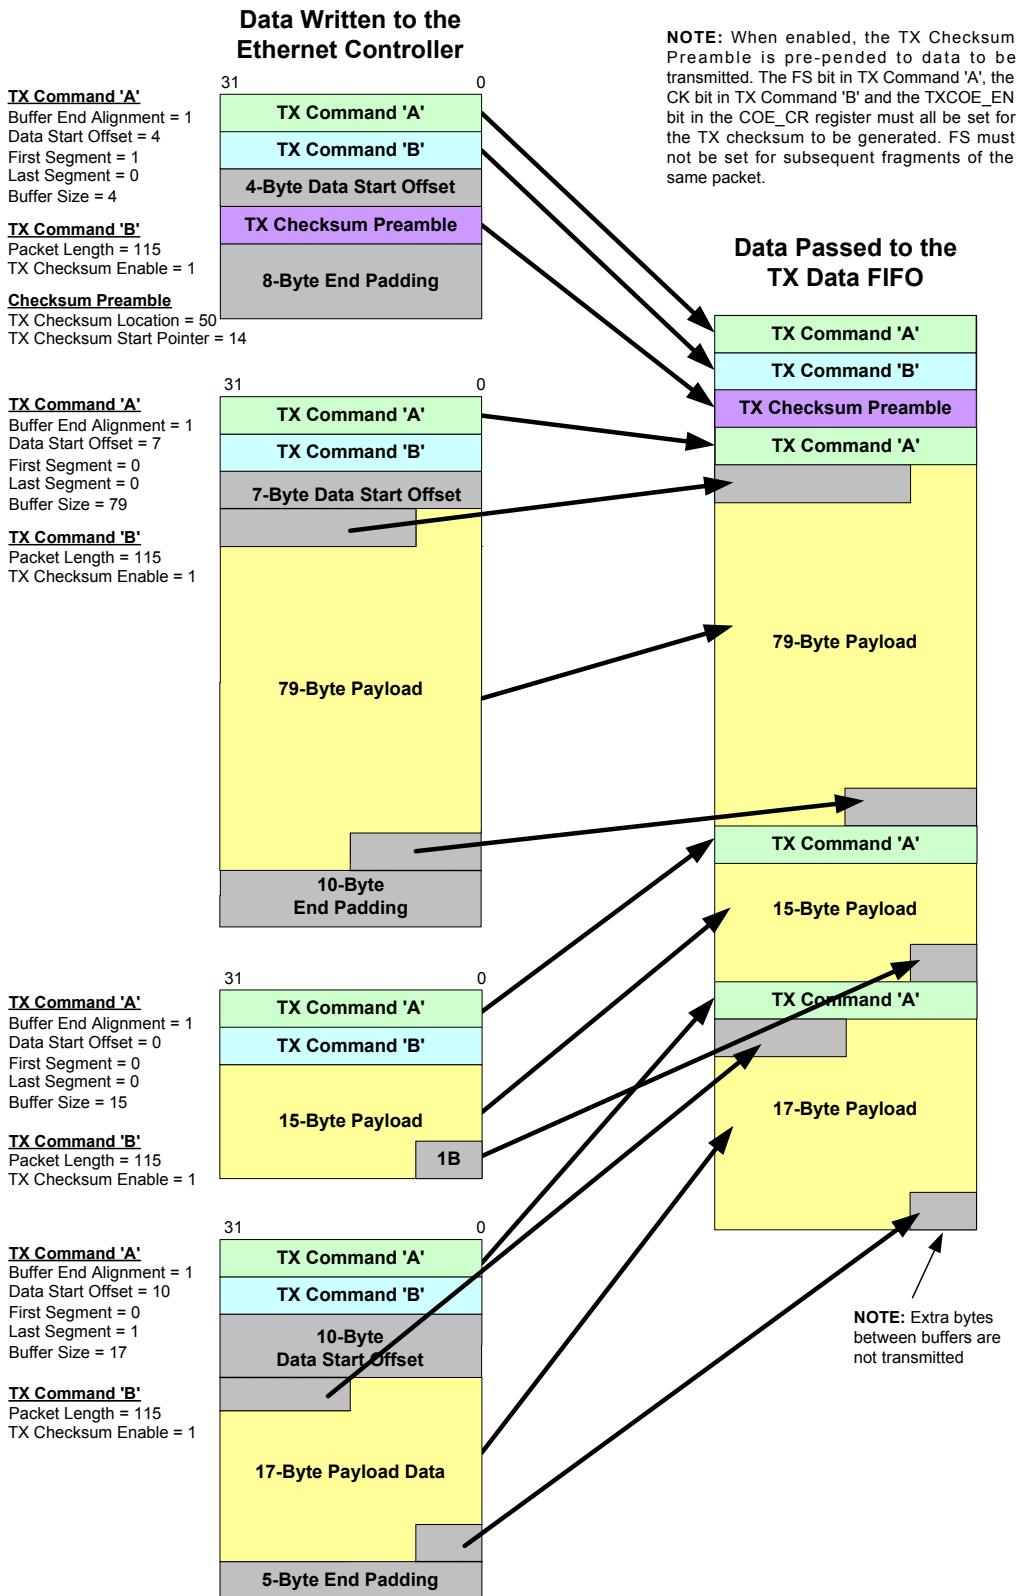 Data Written to the
Ethernet Controller
NOTE: When enabled, the TX Checksum
Preamble is pre-pended to data to be
transmitted. The FS bit in TX Command 'A', the
CK bit in TX Command 'B' and the TXCOE_EN
bit in the COE_CR register must all be set for
the TX checksum to be generated. FS must
not be set for subsequent fragments of the
same packet.
31 0
TX Command 'A'
Buffer End Alignment = 1
Data Start Offset = 4
First Segment = 1
Last Segment = 0
Buffer Size = 4
TX Command 'B'
Packet Length = 115
TX Checksum Enable = 1
Checksum Preamble
TX Checksum Location = 50
TX Checksum Start Pointer = 14
TX Command 'A'
TX Command 'B'
4-Byte Data Start Offset
TX Checksum Preamble
8-Byte End Padding
Data Passed to the
TX Data FIFO
TX Command 'A'
TX Command 'B'
TX Checksum Preamble
TX Command 'A'
79-Byte Payload
TX Command 'A'
15-Byte Payload
TX Command 'A'
17-Byte Payload
NOTE: Extra bytes
between buffers are
not transmitted
31 0
TX Command 'A'
Buffer End Alignment = 1
Data Start Offset = 7
First Segment = 0
Last Segment = 0
Buffer Size = 79
TX Command 'B'
Packet Length = 115
TX Checksum Enable = 1
TX Command 'A'
TX Command 'B'
7-Byte Data Start Offset
79-Byte Payload
10-Byte
End Padding
31 0
TX Command 'A'
Buffer End Alignment = 1
Data Start Offset = 0
First Segment = 0
Last Segment = 0
Buffer Size = 15
TX Command 'B'
Packet Length = 115
TX Checksum Enable = 1
TX Command 'A'
TX Command 'B'
15-Byte Payload
1B
31 0
TX Command 'A'
Buffer End Alignment = 1
Data Start Offset = 10
First Segment = 0
Last Segment = 1
Buffer Size = 17
TX Command 'B'
Packet Length = 115
TX Checksum Enable = 1
TX Command 'A'
TX Command 'B'
10-Byte
Data Start Offset
17-Byte Payload Data
5-Byte End Padding